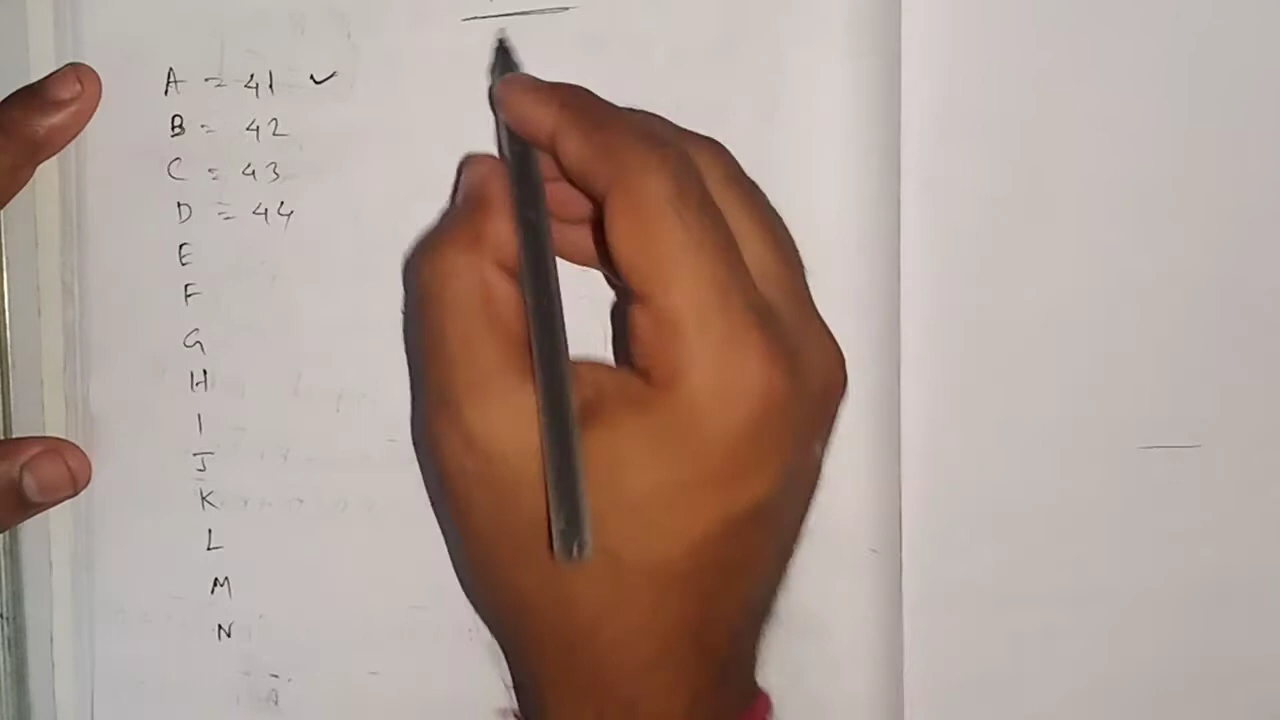 A = 41 ✓
B = 42
C = 43
D = 44
E
F
G
H
I
J
K
L
M
N